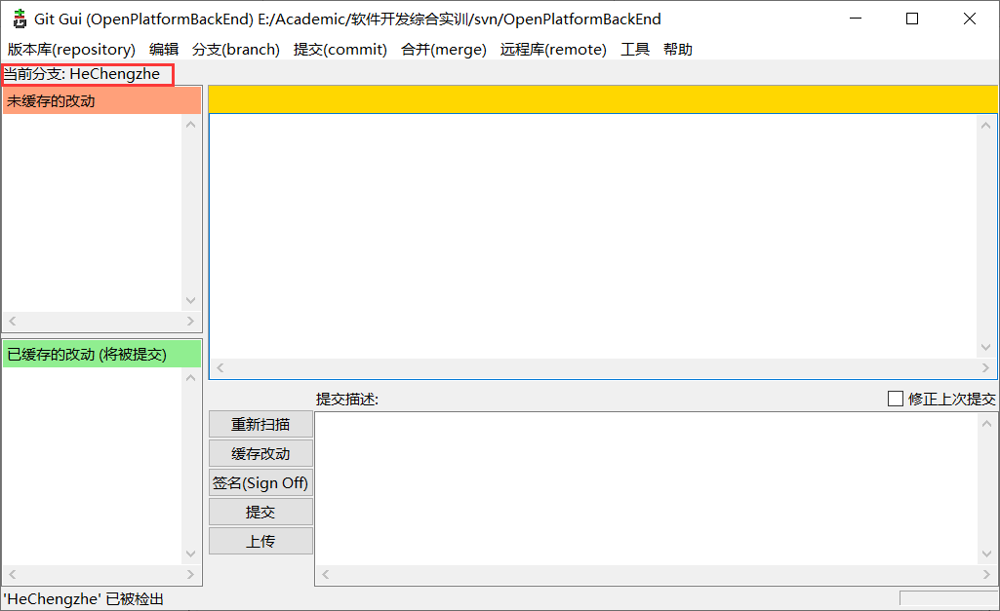 Git Gui (OpenPlatformBackEnd) E:/Academic/软件开发综合实训/svn/OpenPlatformBackEnd
版本库(repository) 编辑 分支(branch) 提交(commit) 合并(merge) 远程库(remote) 工具 帮助
当前分支: HeChengzhe
未缓存的改动
已缓存的改动 (将被提交)
提交描述:
修正上次提交
重新扫描
缓存改动
签名(Sign Off)
提交
上传
'HeChengzhe' 已被检出